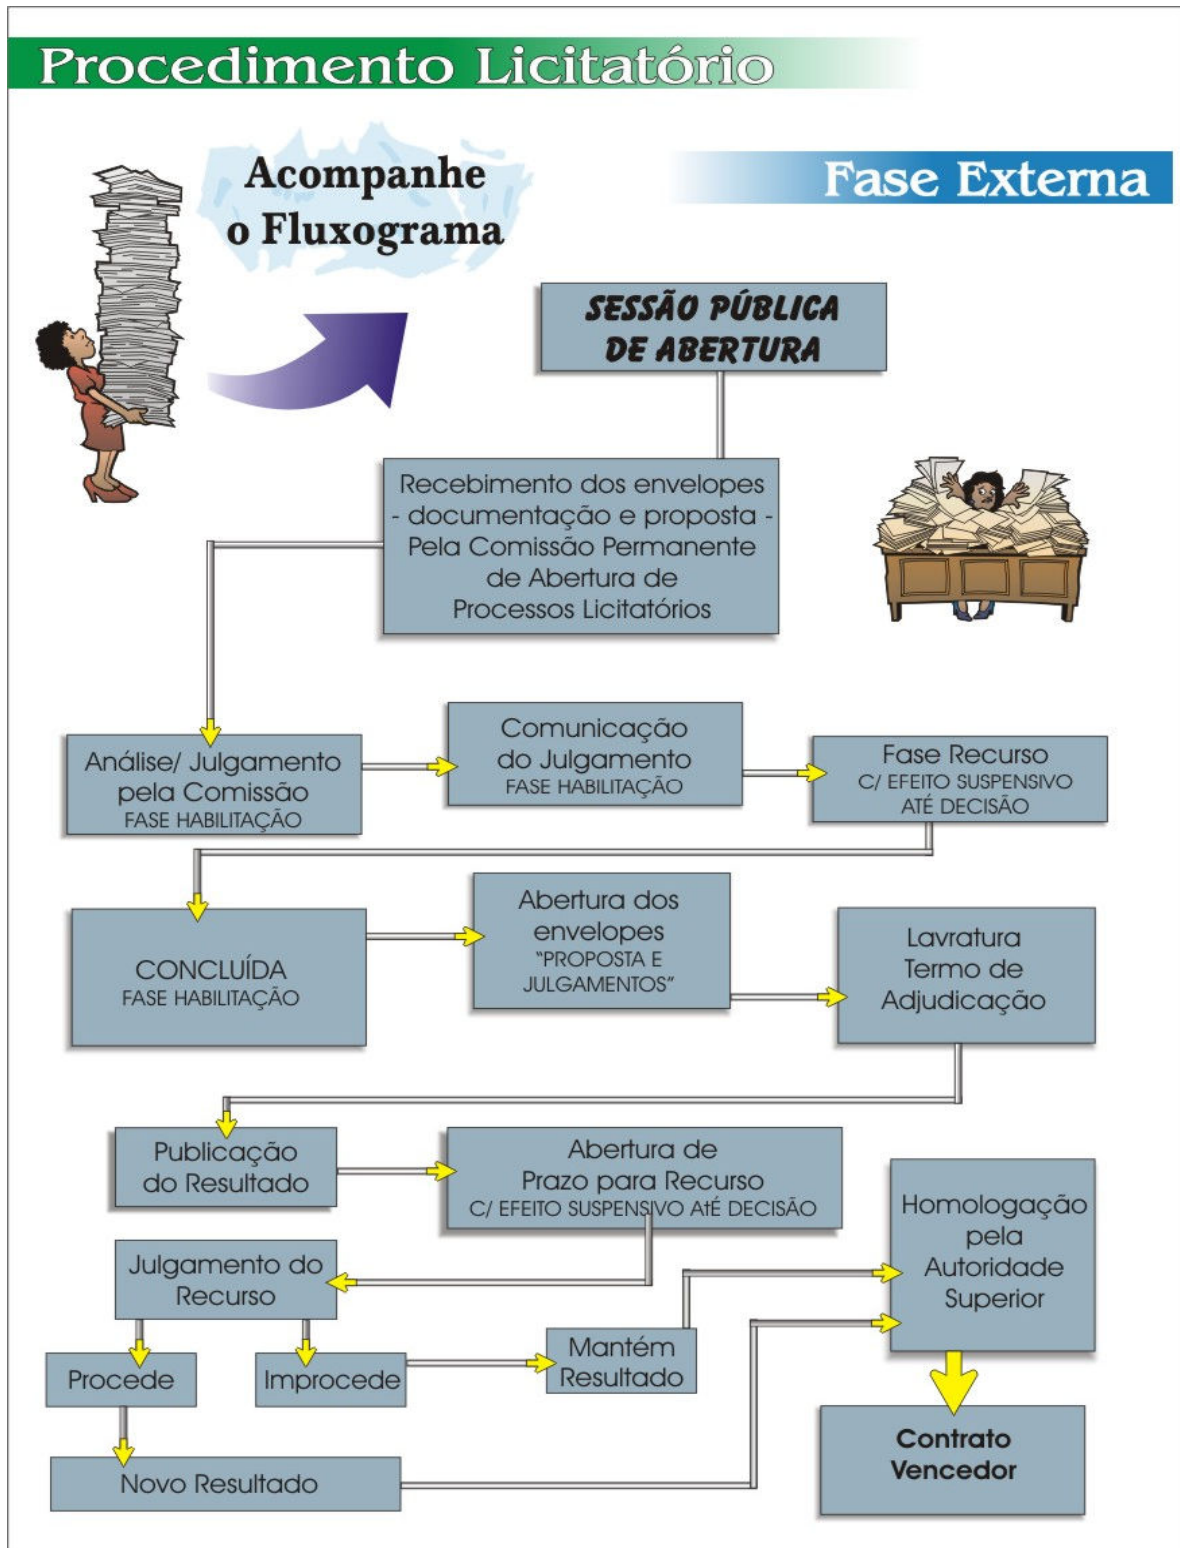 Procedimento Licitatório
Acompanhe
o Fluxograma
Fase Externa
SESSÃO PÚBLICA
DE ABERTURA
Recebimento dos envelopes
- documentação e proposta -
Pela Comissão Permanente
de Abertura de
Processos Licitatórios
Análise/ Julgamento
pela Comissão
FASE HABILITAÇÃO
Comunicação
do Julgamento
FASE HABILITAÇÃO
Fase Recurso
C/ EFEITO SUSPENSIVO
ATÉ DECISÃO
CONCLUÍDA
FASE HABILITAÇÃO
Abertura dos
envelopes
“PROPOSTA E
JULGAMENTOS”
Lavratura
Termo de
Adjudicação
Publicação
do Resultado
Abertura de
Prazo para Recurso
C/ EFEITO SUSPENSIVO AtÉ DECISÃO
Homologação
pela
Autoridade
Superior
Julgamento do
Recurso
Procede
Improcede
Mantém
Resultado
Novo Resultado
Contrato
Vencedor